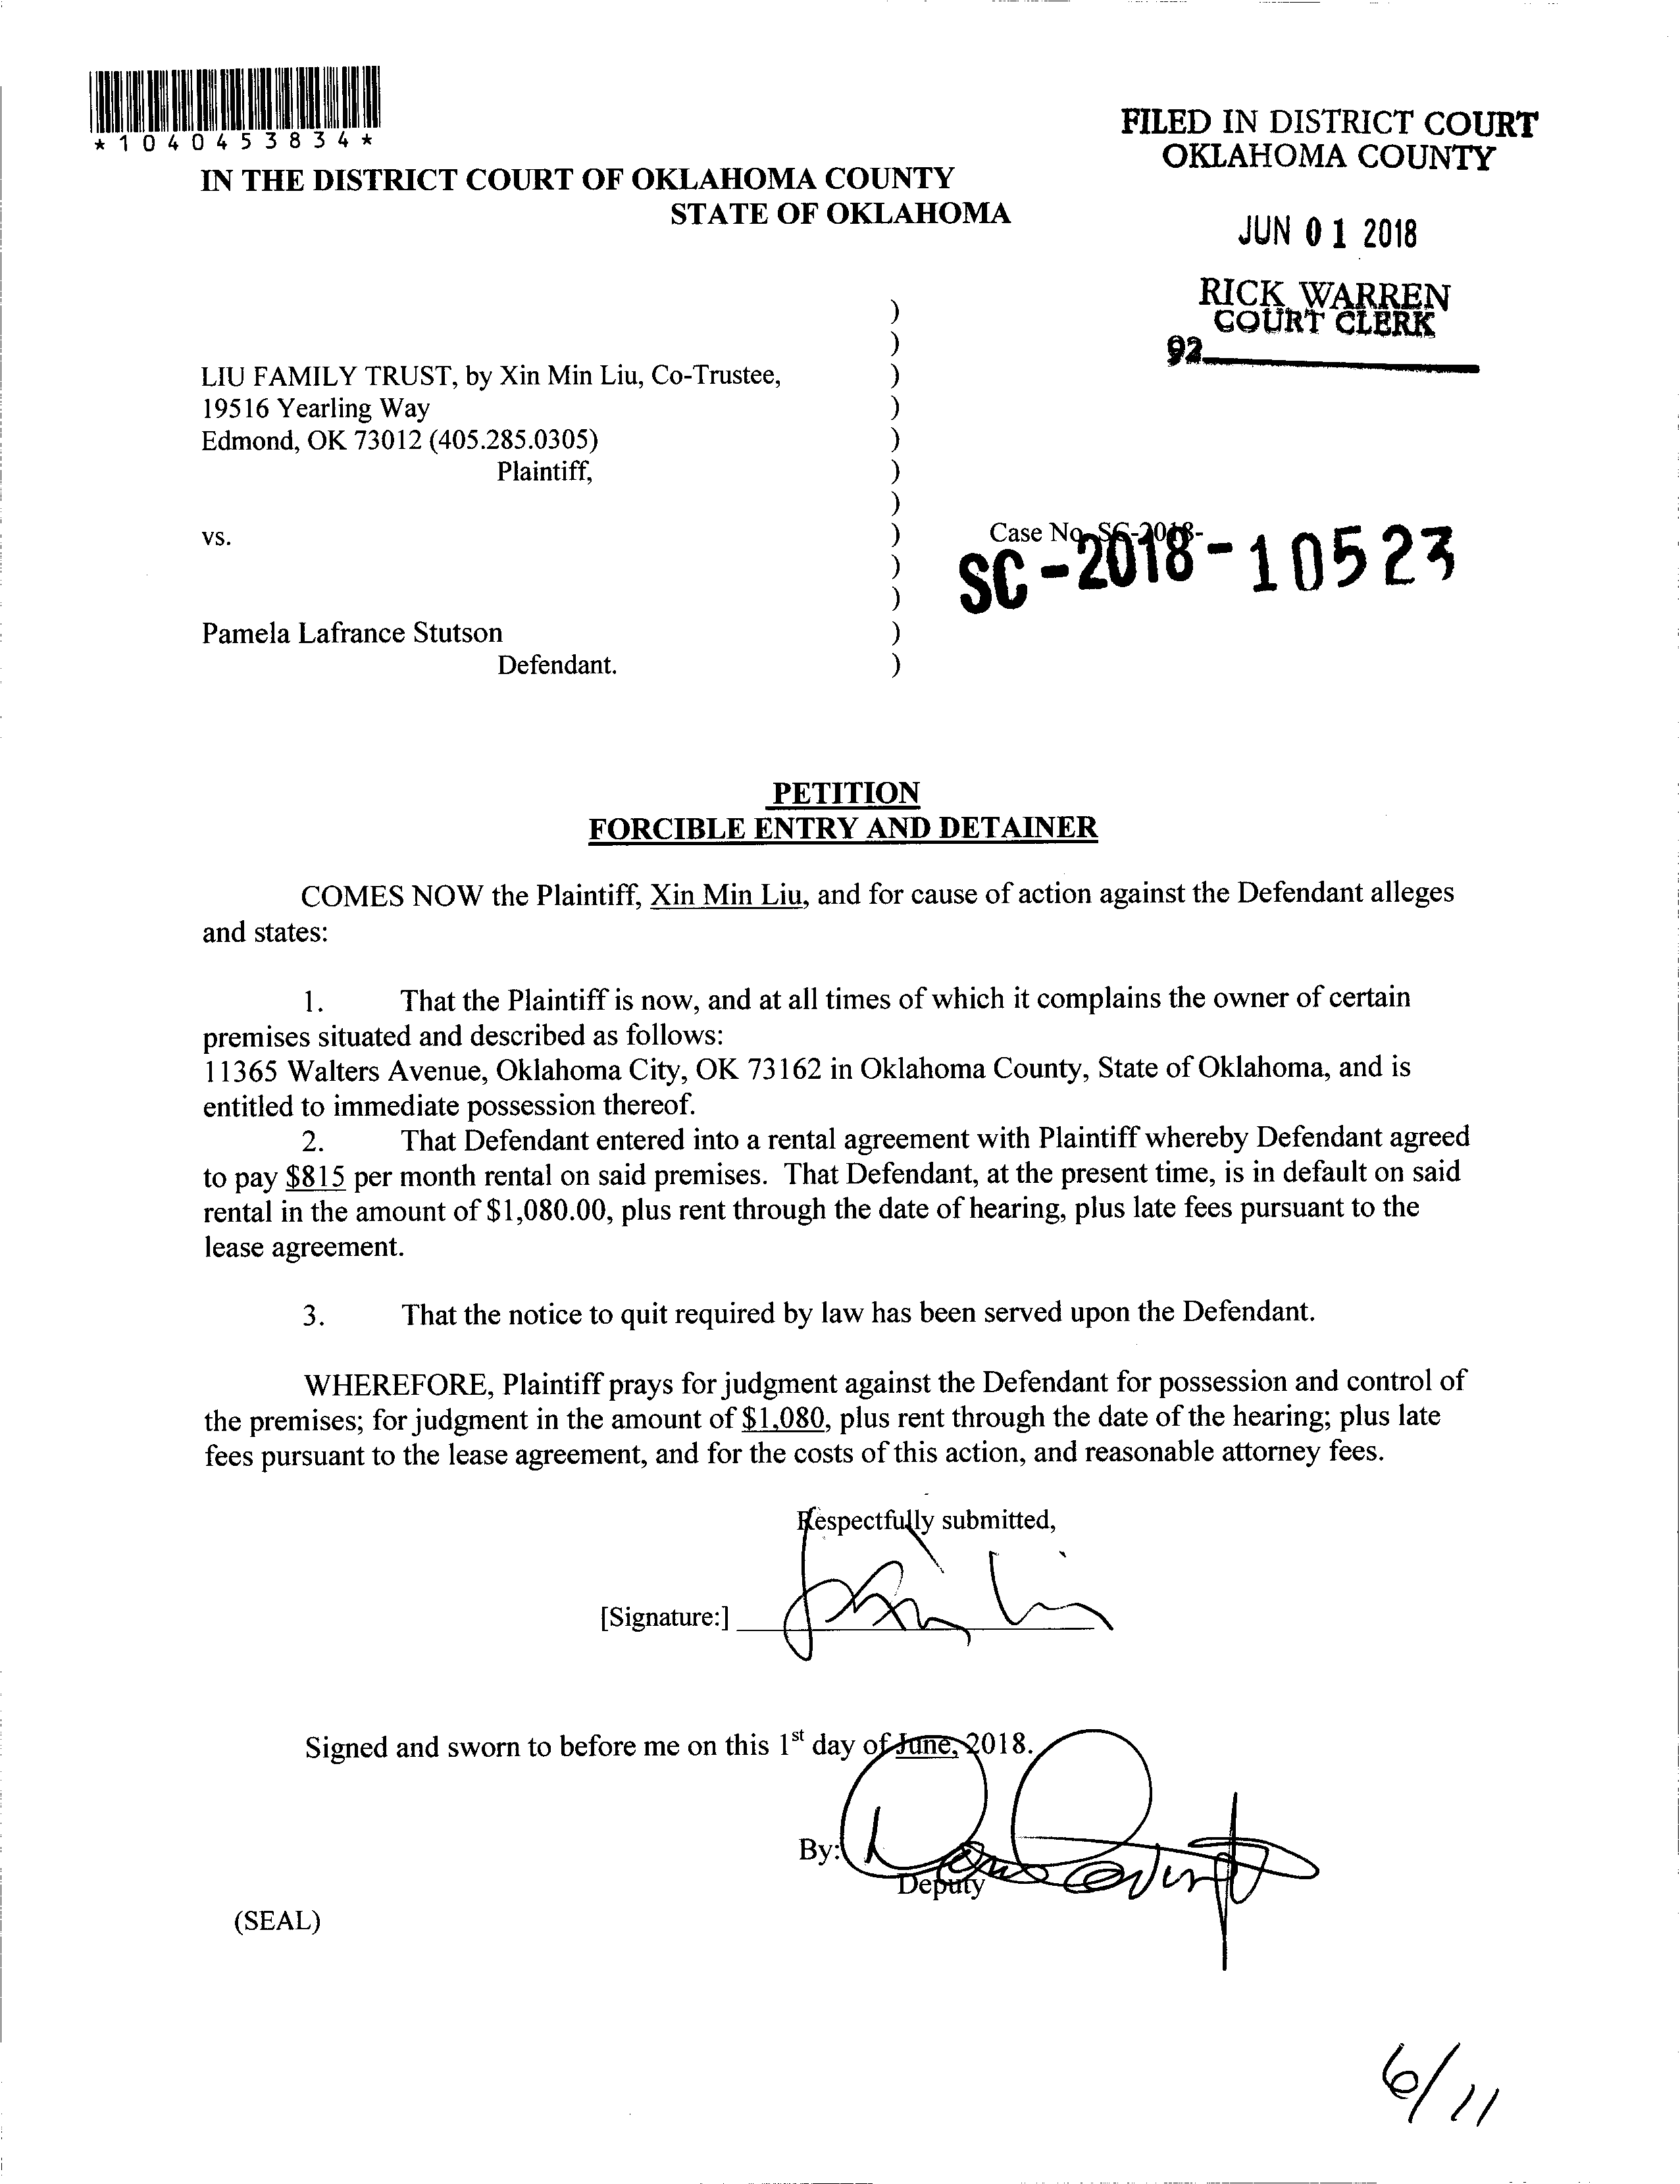 *1040453834*
FILED IN DISTRICT COURT
OKLAHOMA COUNTY
IN THE DISTRICT COURT OF OKLAHOMA COUNTY
STATE OF OKLAHOMA
JUN 01 2018
RICK WARREN
COURT CLERK
92
)
)
LIU FAMILY TRUST, by Xin Min Liu, Co-Trustee, )
19516 Yearling Way )
Edmond, OK 73012 (405.285.0305) )
Plaintiff, )
)
vs. ) Case No. SC-2018-
SC-2018-10523
)
)
Pamela Lafrance Stutson )
Defendant. )
PETITION
FORCIBLE ENTRY AND DETAINER
COMES NOW the Plaintiff, Xin Min Liu, and for cause of action against the Defendant alleges
and states:
1. That the Plaintiff is now, and at all times of which it complains the owner of certain
premises situated and described as follows:
11365 Walters Avenue, Oklahoma City, OK 73162 in Oklahoma County, State of Oklahoma, and is
entitled to immediate possession thereof.
2. That Defendant entered into a rental agreement with Plaintiff whereby Defendant agreed
to pay $815 per month rental on said premises. That Defendant, at the present time, is in default on said
rental in the amount of $1,080.00, plus rent through the date of hearing, plus late fees pursuant to the
lease agreement.
3. That the notice to quit required by law has been served upon the Defendant.
WHEREFORE, Plaintiff prays for judgment against the Defendant for possession and control of
the premises; for judgment in the amount of $1,080, plus rent through the date of the hearing; plus late
fees pursuant to the lease agreement, and for the costs of this action, and reasonable attorney fees.
Respectfully submitted,
[Signature:]
Signed and sworn to before me on this 1st day of June, 2018.
By:
Deputy
(SEAL)
6/11